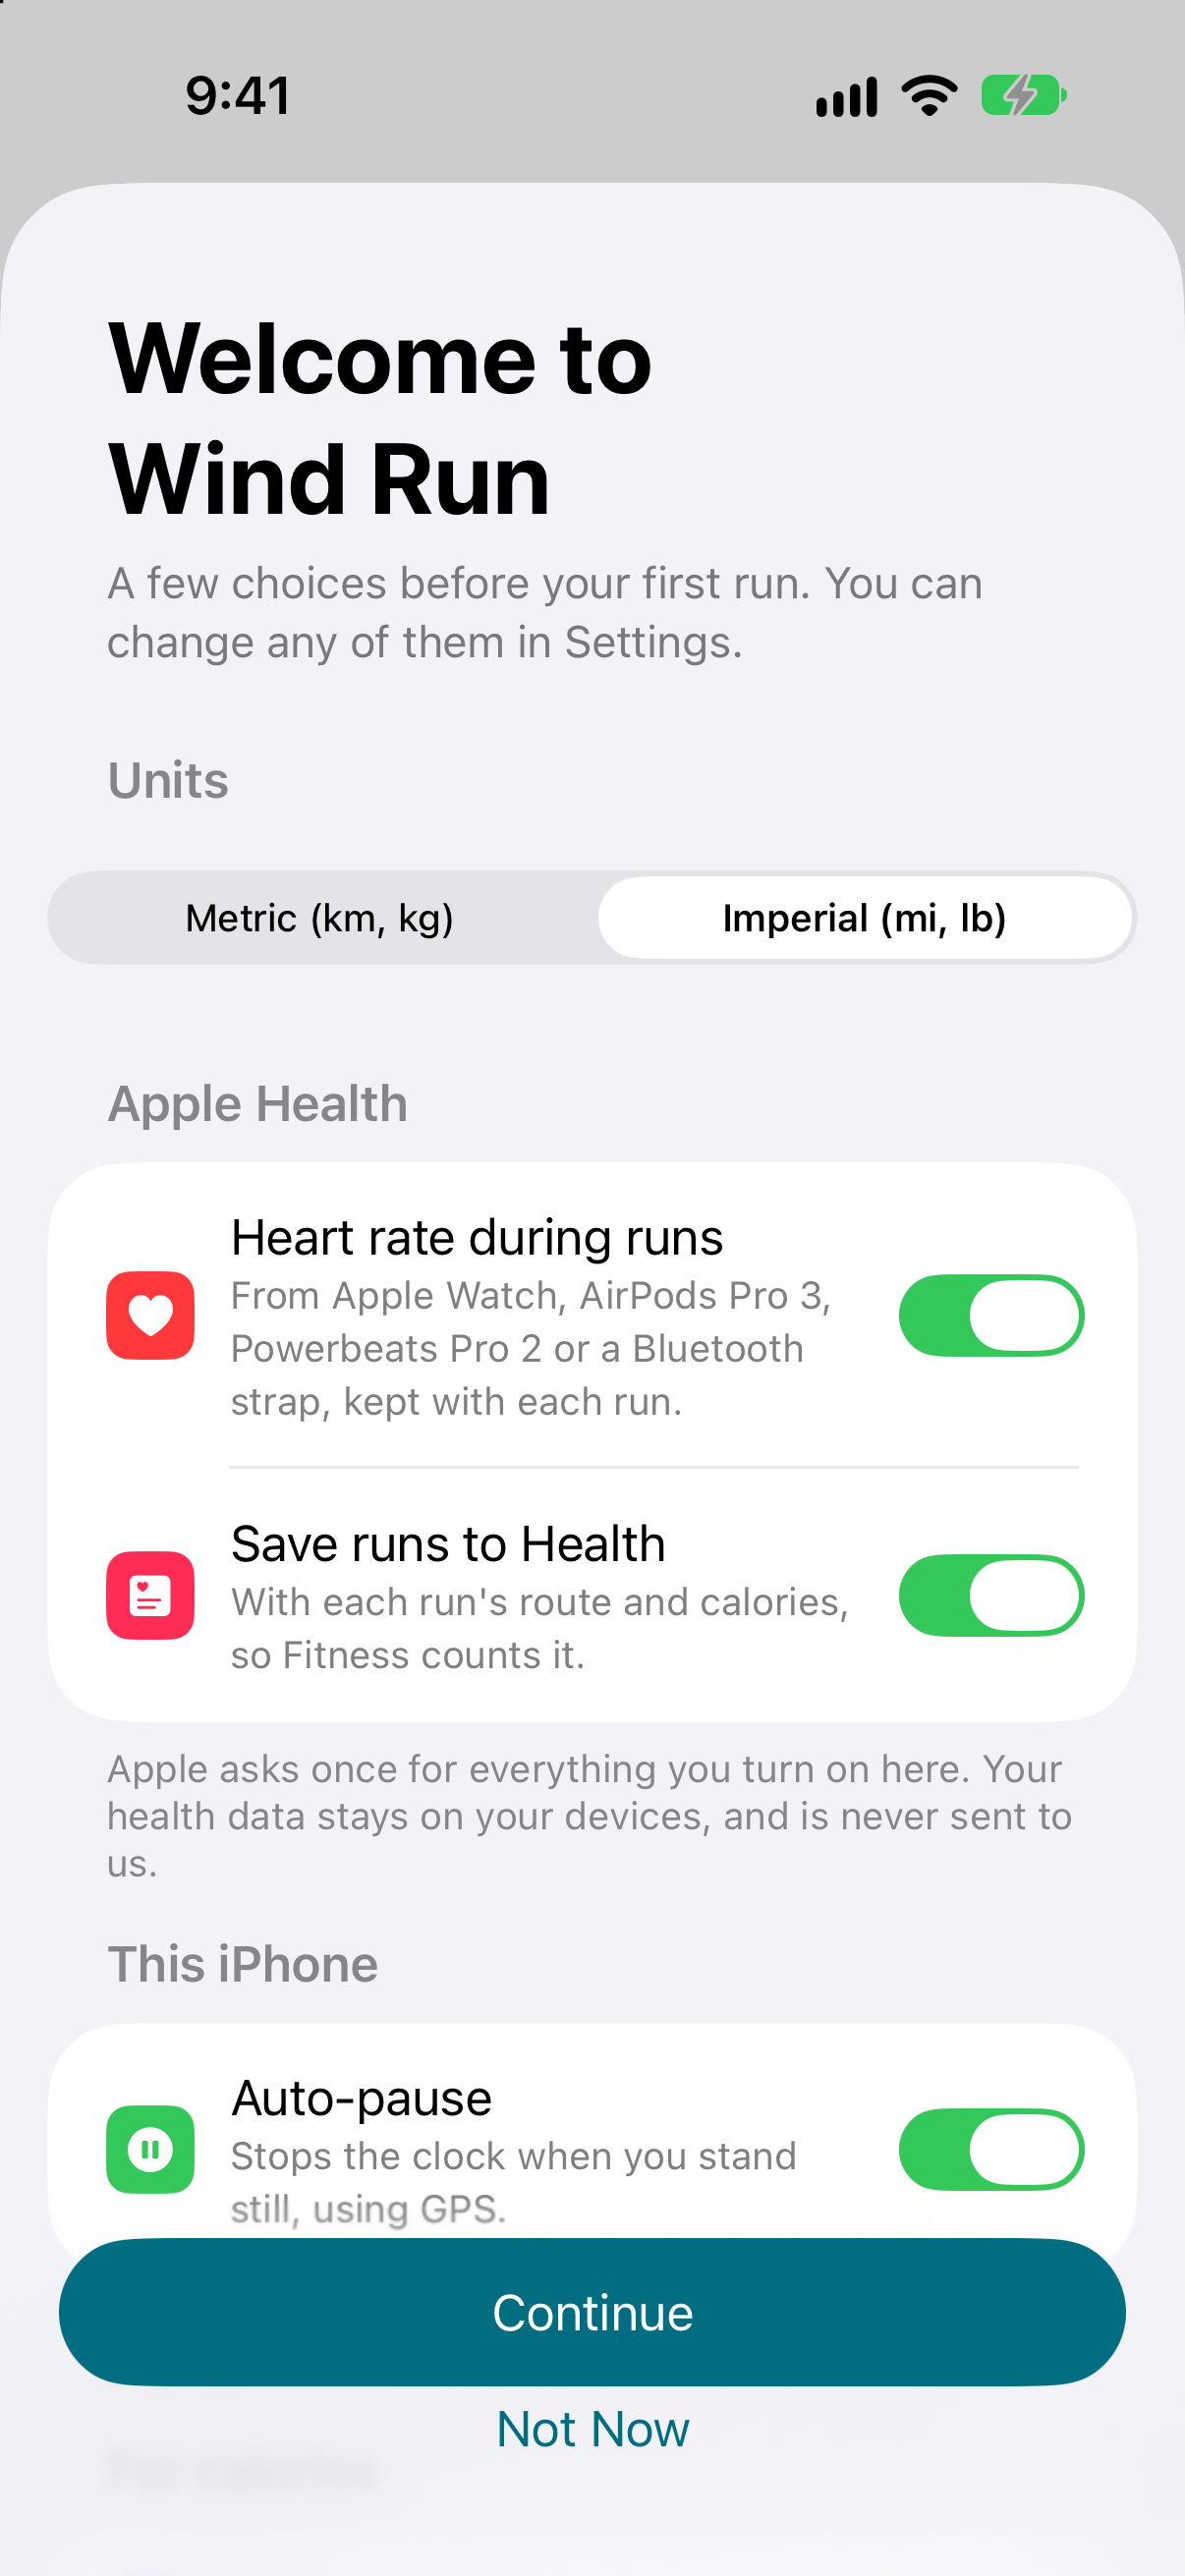 9:41
Welcome to
Wind Run
A few choices before your first run. You can
change any of them in Settings.
Units
Metric (km, kg)
Imperial (mi, lb)
Apple Health
Heart rate during runs
From Apple Watch, AirPods Pro 3,
Powerbeats Pro 2 or a Bluetooth
strap, kept with each run.
Save runs to Health
With each run's route and calories,
so Fitness counts it.
Apple asks once for everything you turn on here. Your
health data stays on your devices, and is never sent to
us.
This iPhone
Auto-pause
Stops the clock when you stand
still, using GPS.
Continue
Not Now
For calories